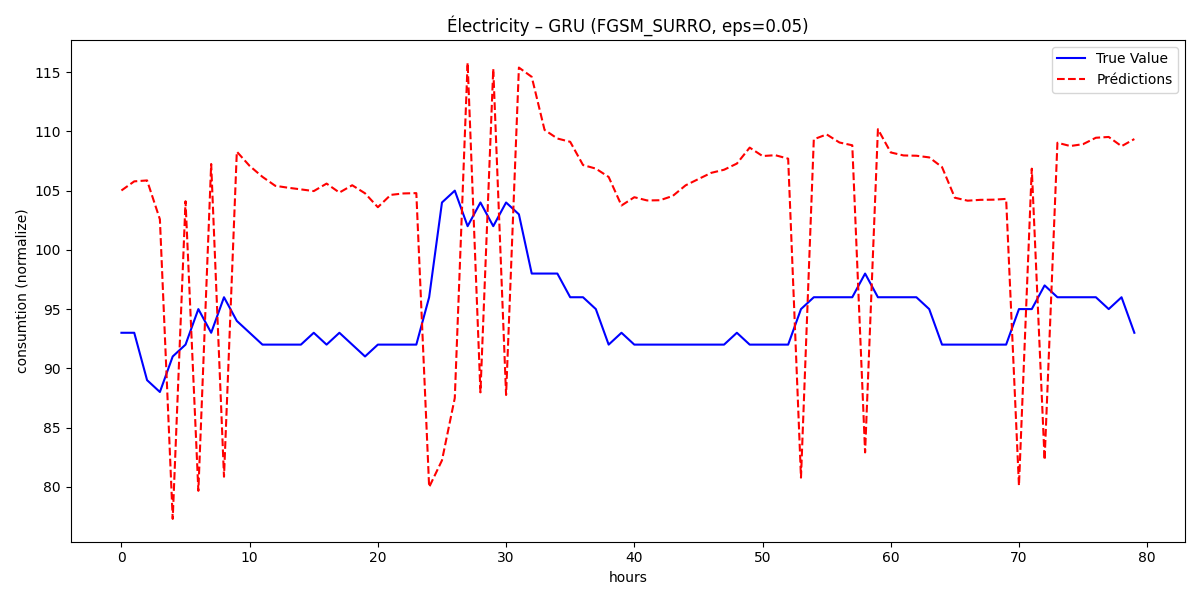 Électricity – GRU (FGSM_SURRO, eps=0.05)
True Value
Prédictions
consumtion (normalize)
115
110
105
100
95
90
85
80
0 10 20 30 40 50 60 70 80
hours